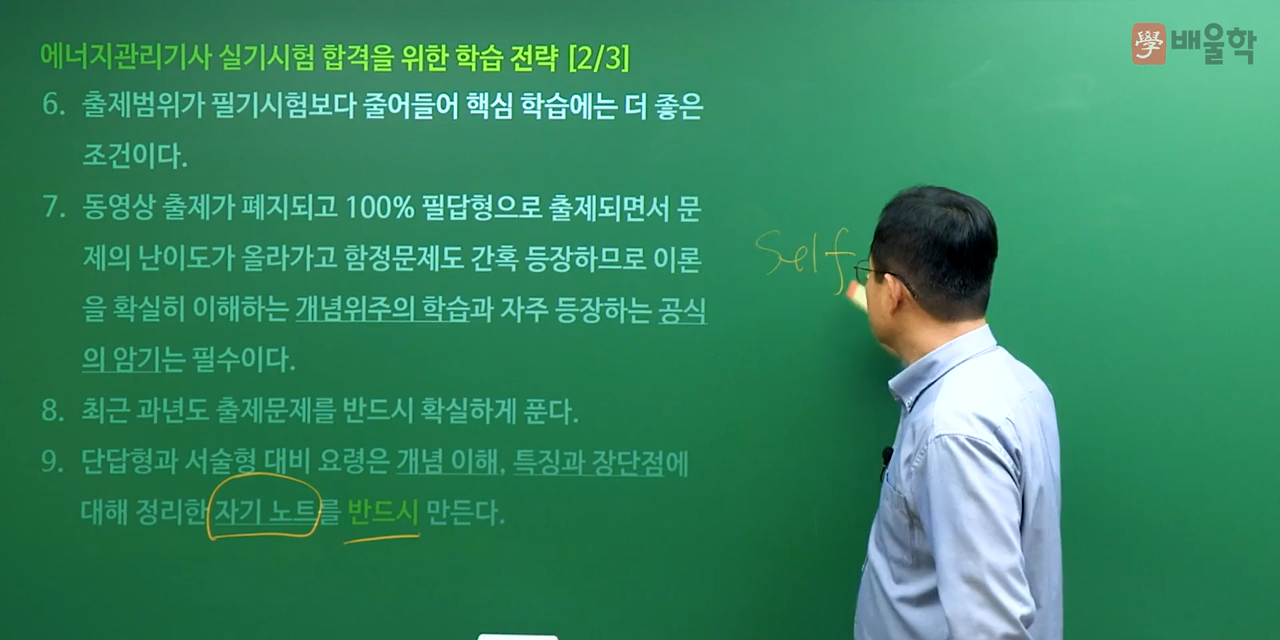 에너지관리기사 실기시험 합격을 위한 학습 전략 [2/3]
學 배울학
6. 출제범위가 필기시험보다 줄어들어 핵심 학습에는 더 좋은
조건이다.
7. 동영상 출제가 폐지되고 100% 필답형으로 출제되면서 문
제의 난이도가 올라가고 함정문제도 간혹 등장하므로 이론
을 확실히 이해하는 개념위주의 학습과 자주 등장하는 공식
의 암기는 필수이다.
Self
8. 최근 과년도 출제문제를 반드시 확실하게 푼다.
9. 단답형과 서술형 대비 요령은 개념 이해, 특징과 장단점에
대해 정리한 자기 노트를 반드시 만든다.